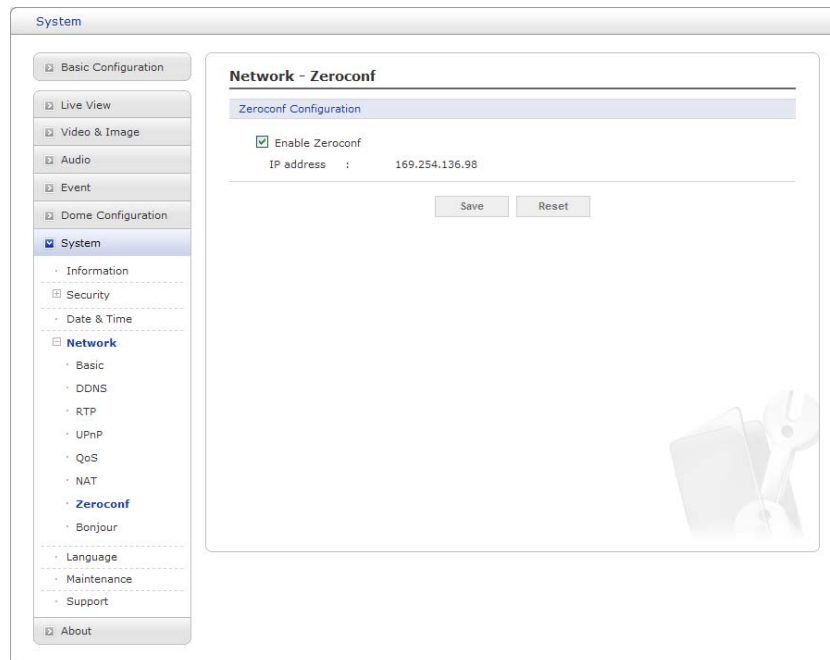 System
Basic Configuration
Live View
Video & Image
Audio
Event
Dome Configuration
System
Information
Security
Date & Time
Network
Basic
DDNS
RTP
UPnP
QoS
NAT
Zeroconf
Bonjour
Language
Maintenance
Support
About
Network - Zeroconf
Zeroconf Configuration
Enable Zeroconf
IP address : 169.254.136.98
Save Reset